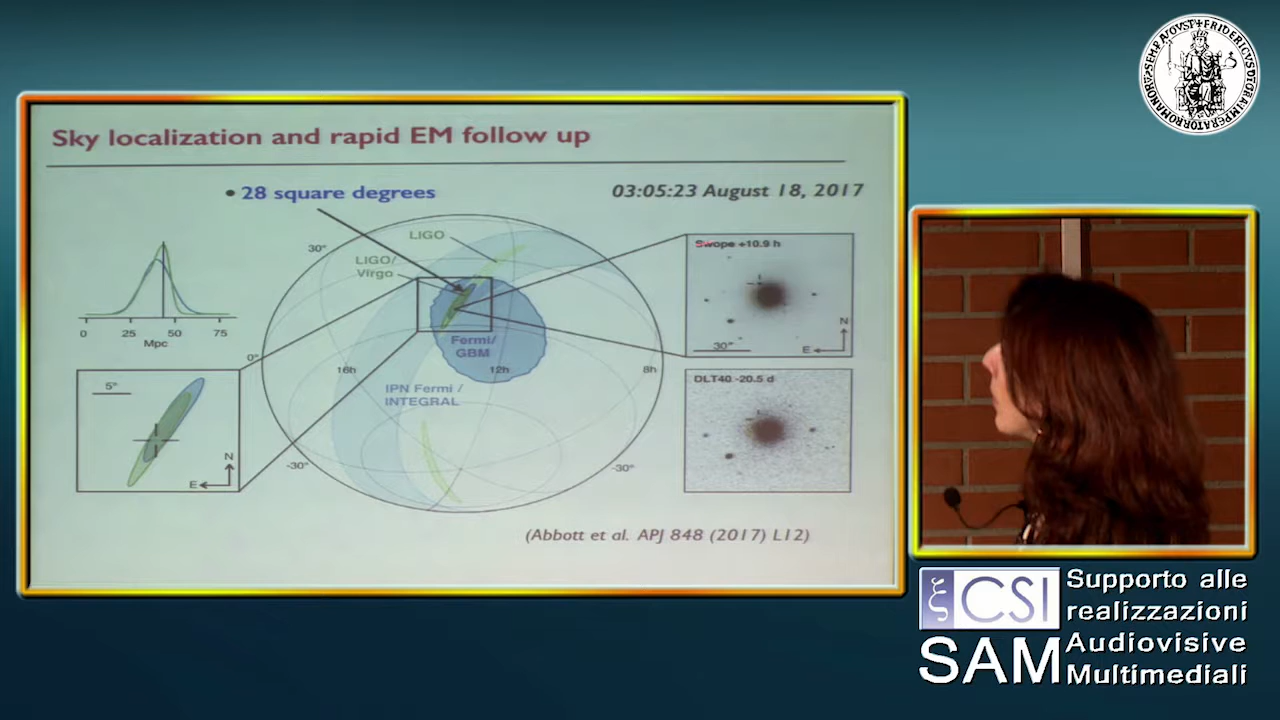 Sky localization and rapid EM follow up
• 28 square degrees
03:05:23 August 18, 2017
30°
LIGO
LIGO/
Virgo
Swope +10.9 h
30"
N
E
0 25 50 75
Mpc
0°
Fermi/
GBM
16h
12h
8h
IPN Fermi /
INTEGRAL
5°
N
E
DLT40 -20.5 d
-30°
-30°
(Abbott et al. APJ 848 (2017) L12)
CSI
SAM
Supporto alle
realizzazioni
Audiovisive
Multimediali